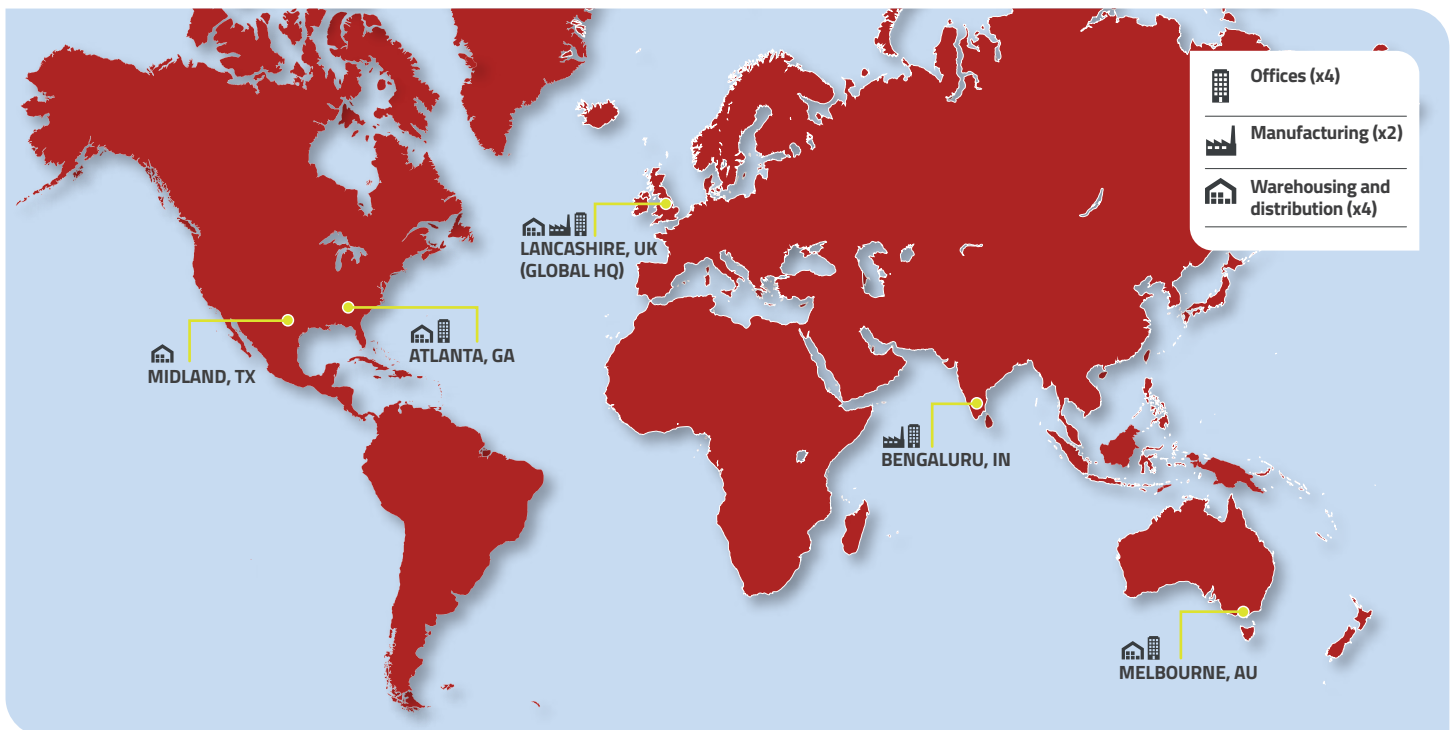 Offices (x4)
Manufacturing (x2)
Warehousing and
distribution (x4)
LANCASHIRE, UK
(GLOBAL HQ)
ATLANTA, GA
MIDLAND, TX
BENGALURU, IN
MELBOURNE, AU